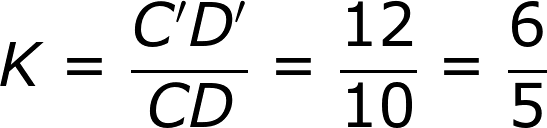 K = C'D'/CD = 12/10 = 6/5